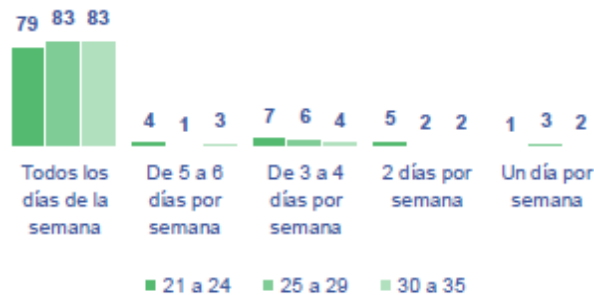 79 83 83
4 1 3
7 6 4
5 2 2
1 3 2
Todos los
días de la
semana
De 5 a 6
días por
semana
De 3 a 4
días por
semana
2 días por
semana
Un día por
semana
21 a 24
25 a 29
30 a 35